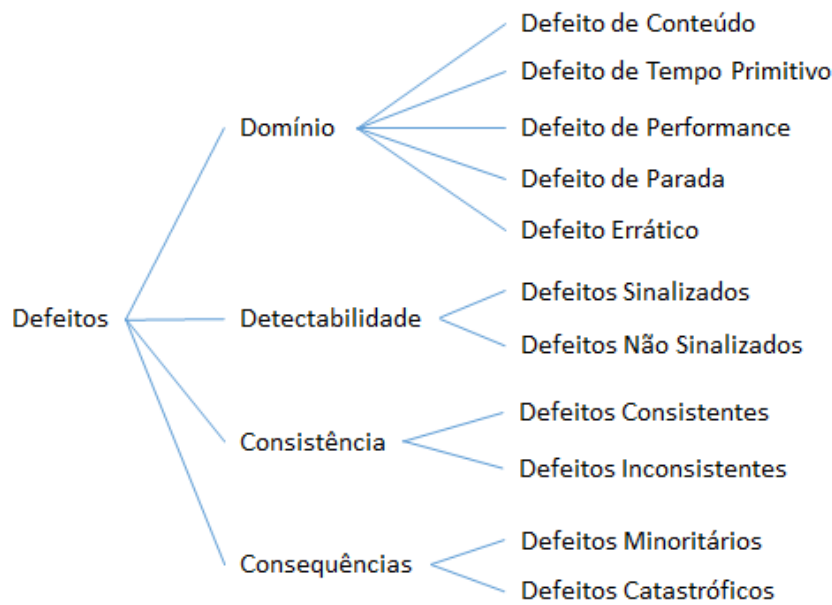 Defeitos
Domínio
Defeito de Conteúdo
Defeito de Tempo Primitivo
Defeito de Performance
Defeito de Parada
Defeito Errático
Detectabilidade
Defeitos Sinalizados
Defeitos Não Sinalizados
Consistência
Defeitos Consistentes
Defeitos Inconsistentes
Consequências
Defeitos Minoritários
Defeitos Catastróficos